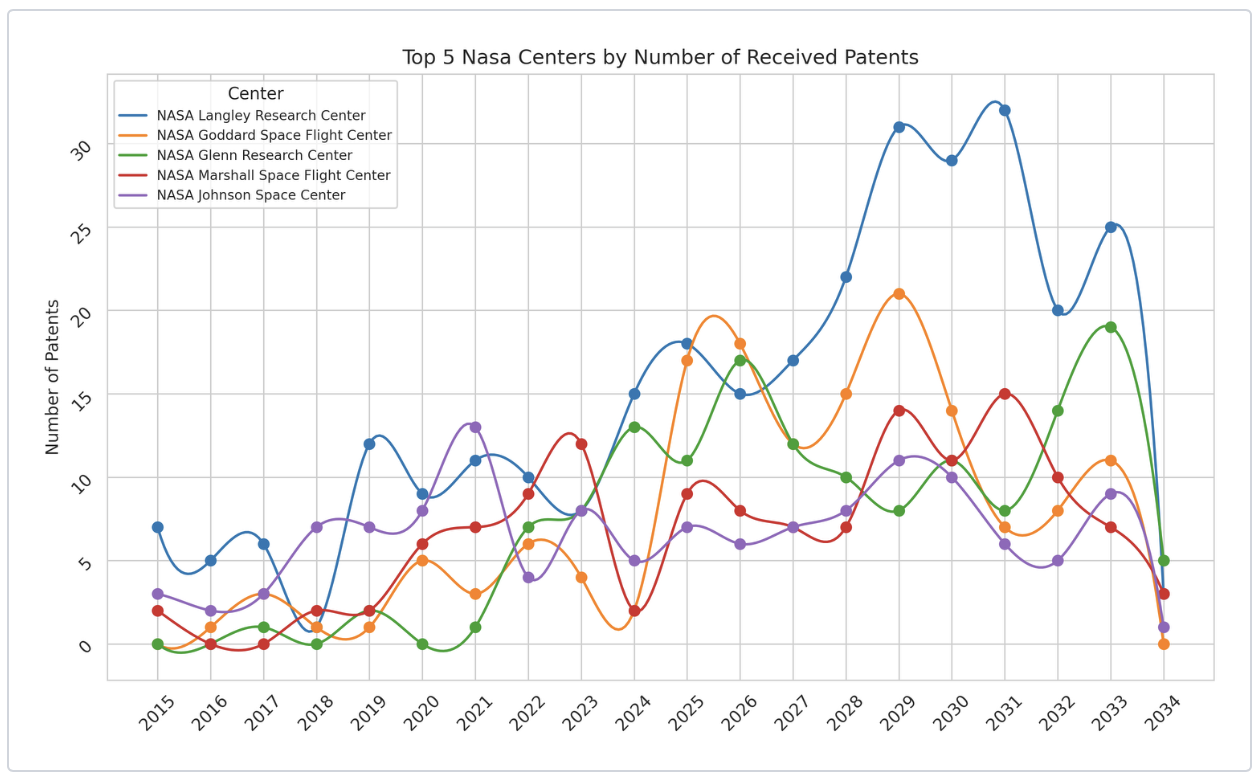 Top 5 Nasa Centers by Number of Received Patents
Center
NASA Langley Research Center
NASA Goddard Space Flight Center
NASA Glenn Research Center
NASA Marshall Space Flight Center
NASA Johnson Space Center
Number of Patents
30
25
20
15
10
5
0
2015 2016 2017 2018 2019 2020 2021 2022 2023 2024 2025 2026 2027 2028 2029 2030 2031 2032 2033 2034